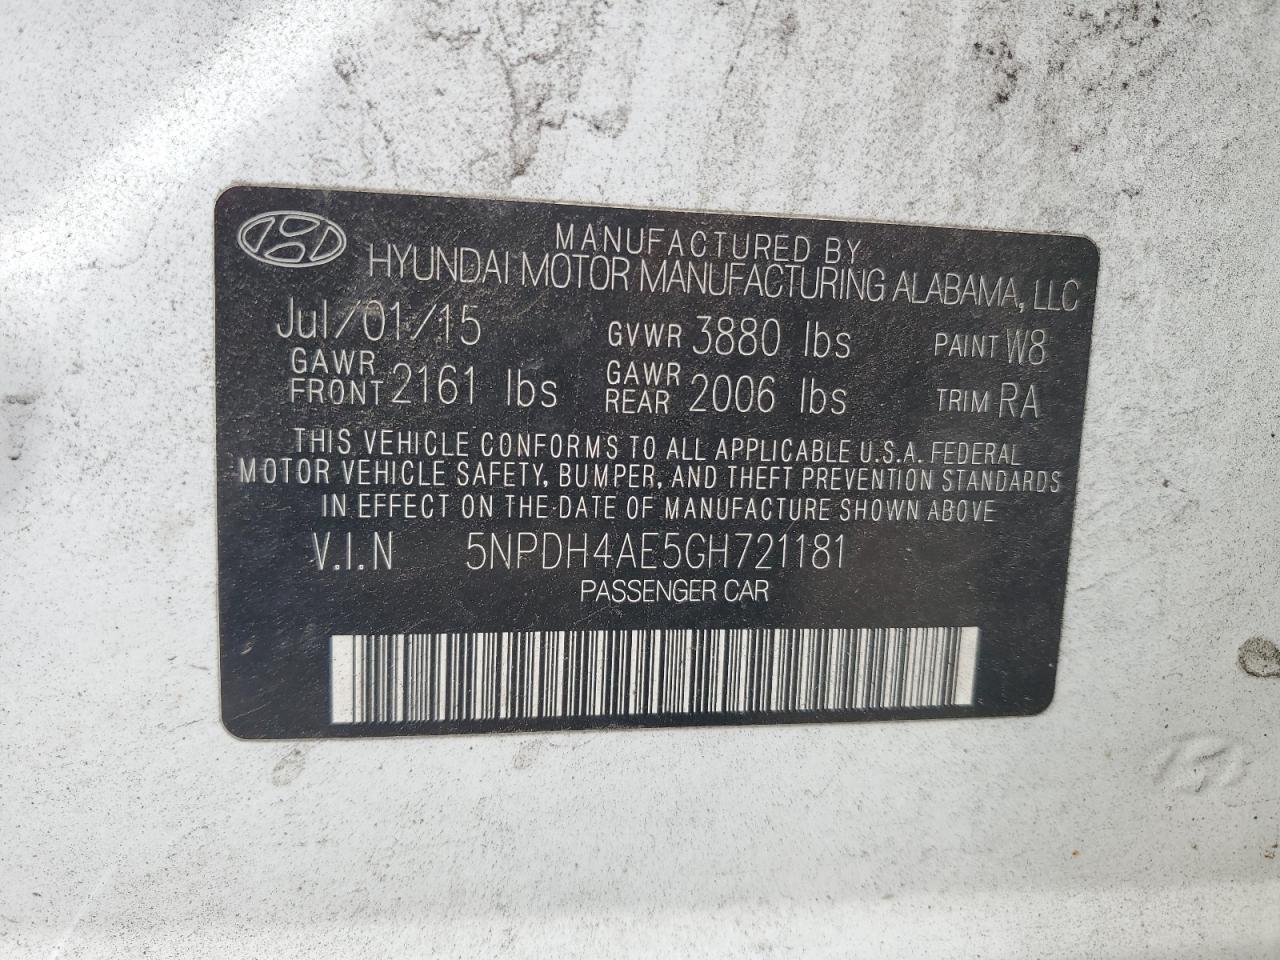 MANUFACTURED BY
HYUNDAI MOTOR MANUFACTURING ALABAMA, LLC
Jul/01/15 GVWR 3880 lbs PAINT W8
GAWR FRONT 2161 lbs GAWR REAR 2006 lbs TRIM RA
THIS VEHICLE CONFORMS TO ALL APPLICABLE U.S.A. FEDERAL
MOTOR VEHICLE SAFETY, BUMPER, AND THEFT PREVENTION STANDARDS
IN EFFECT ON THE DATE OF MANUFACTURE SHOWN ABOVE
V.I.N 5NPDH4AE5GH721181
PASSENGER CAR